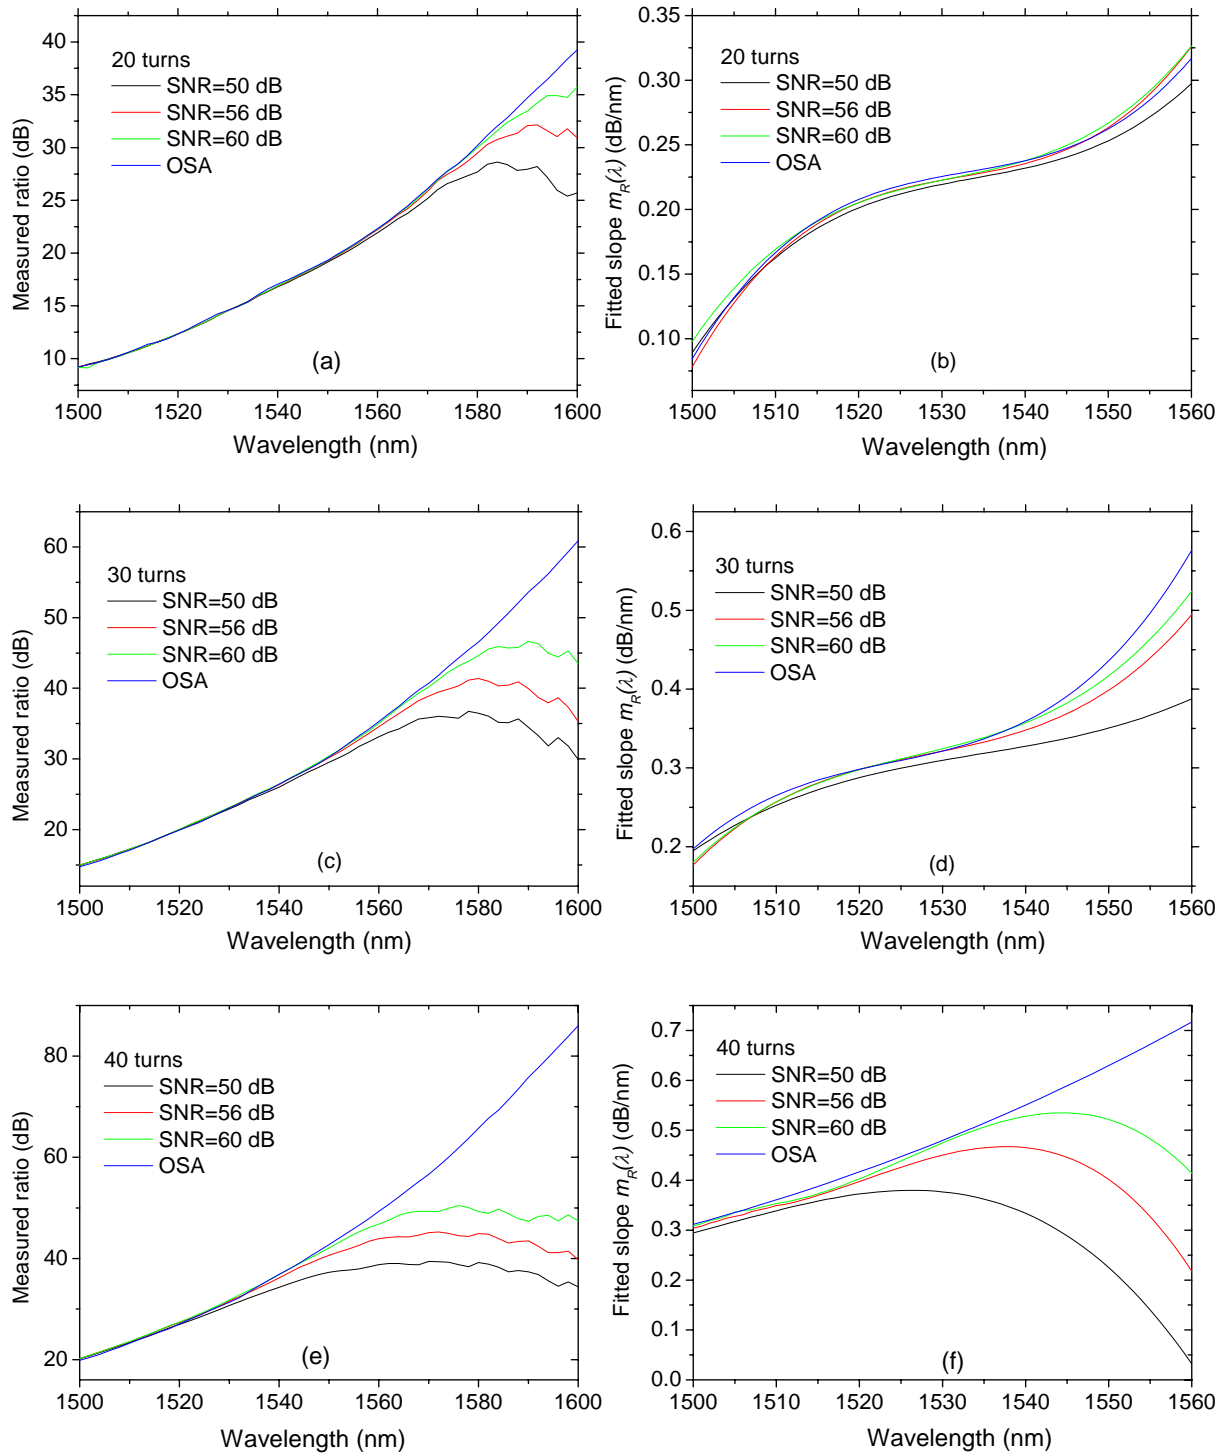 40
35
30
25
20
15
10
Measured ratio (dB)
20 turns
SNR=50 dB
SNR=56 dB
SNR=60 dB
OSA
(a)
1500 1520 1540 1560 1580 1600
Wavelength (nm)
0.35
0.30
0.25
0.20
0.15
0.10
Fitted slope m_R(λ) (dB/nm)
20 turns
SNR=50 dB
SNR=56 dB
SNR=60 dB
OSA
(b)
1500 1510 1520 1530 1540 1550 1560
Wavelength (nm)
60
50
40
30
20
Measured ratio (dB)
30 turns
SNR=50 dB
SNR=56 dB
SNR=60 dB
OSA
(c)
1500 1520 1540 1560 1580 1600
Wavelength (nm)
0.6
0.5
0.4
0.3
0.2
Fitted slope m_R(λ) (dB/nm)
30 turns
SNR=50 dB
SNR=56 dB
SNR=60 dB
OSA
(d)
1500 1510 1520 1530 1540 1550 1560
Wavelength (nm)
80
60
40
20
Measured ratio (dB)
40 turns
SNR=50 dB
SNR=56 dB
SNR=60 dB
OSA
(e)
1500 1520 1540 1560 1580 1600
Wavelength (nm)
0.7
0.6
0.5
0.4
0.3
0.2
0.1
0.0
Fitted slope m_R(λ) (dB/nm)
40 turns
SNR=50 dB
SNR=56 dB
SNR=60 dB
OSA
(f)
1500 1510 1520 1530 1540 1550 1560
Wavelength (nm)